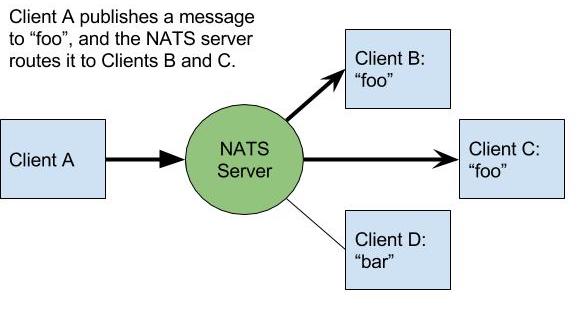 Client A publishes a message
to “foo”, and the NATS server
routes it to Clients B and C.
Client B:
“foo”
Client A
NATS
Server
Client C:
“foo”
Client D:
“bar”